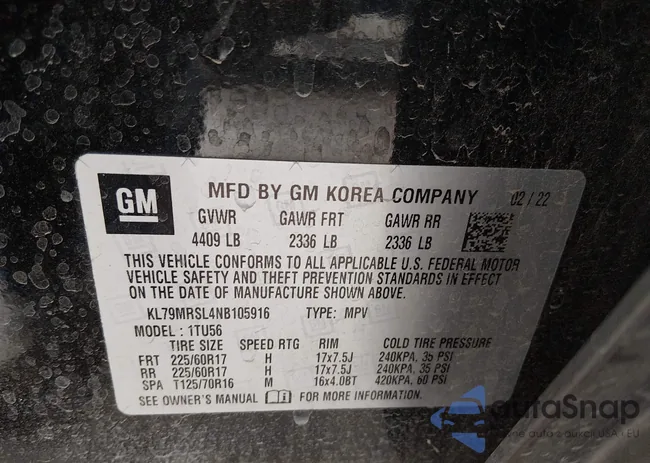 GM
MFD BY GM KOREA COMPANY 02/22
GVWR GAWR FRT GAWR RR
4409 LB 2336 LB 2336 LB
THIS VEHICLE CONFORMS TO ALL APPLICABLE U.S. FEDERAL MOTOR
VEHICLE SAFETY AND THEFT PREVENTION STANDARDS IN EFFECT
ON THE DATE OF MANUFACTURE SHOWN ABOVE.
KL79MRSL4NB105916 TYPE: MPV
MODEL : 1TU56
TIRE SIZE SPEED RTG RIM COLD TIRE PRESSURE
FRT 225/60R17 H 17x7.5J 240KPA, 35 PSI
RR 225/60R17 H 17x7.5J 240KPA, 35 PSI
SPA T125/70R16 M 16x4.0BT 420KPA, 60 PSI
SEE OWNER'S MANUAL i FOR MORE INFORMATION.
autaSnap